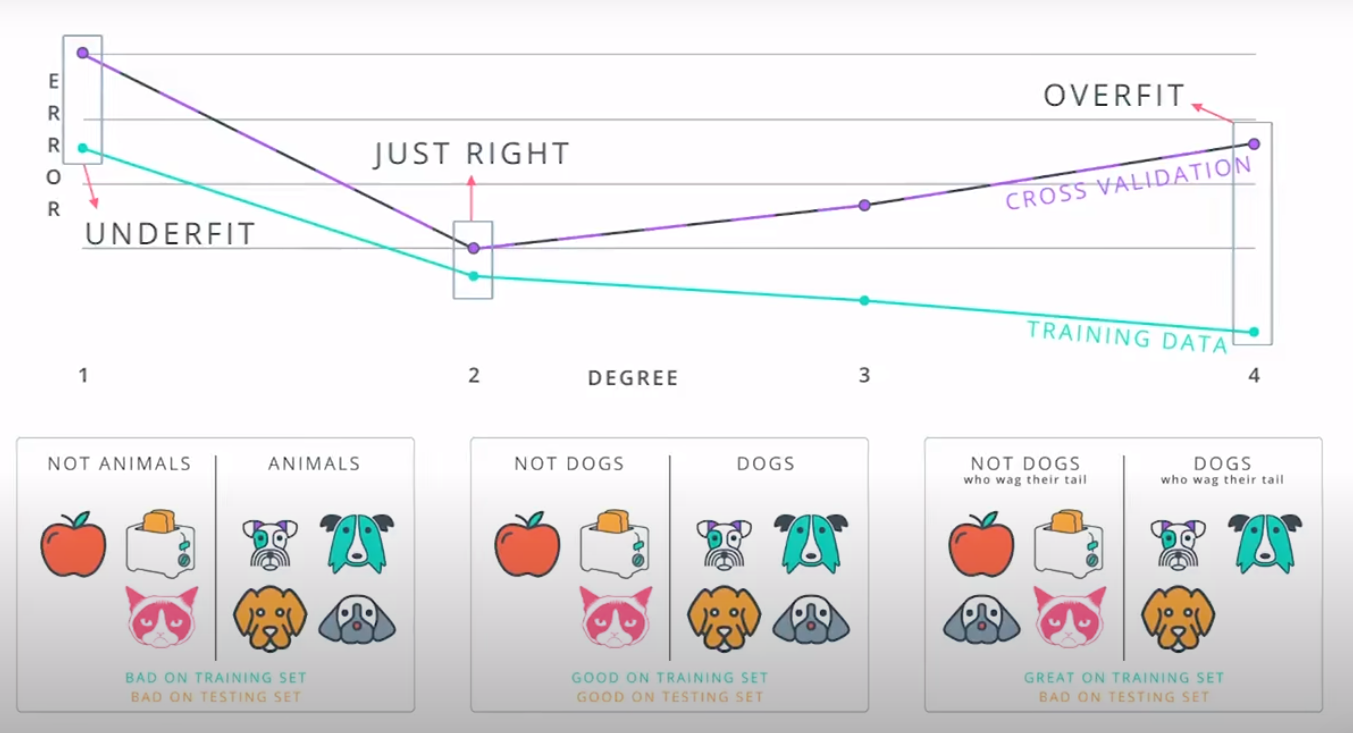 ERROR
OVERFIT
JUST RIGHT
CROSS VALIDATION
UNDERFIT
TRAINING DATA
1
2
DEGREE
3
4
NOT ANIMALS
ANIMALS
BAD ON TRAINING SET
BAD ON TESTING SET
NOT DOGS
DOGS
GOOD ON TRAINING SET
GOOD ON TESTING SET
NOT DOGS
who wag their tail
DOGS
who wag their tail
GREAT ON TRAINING SET
BAD ON TESTING SET